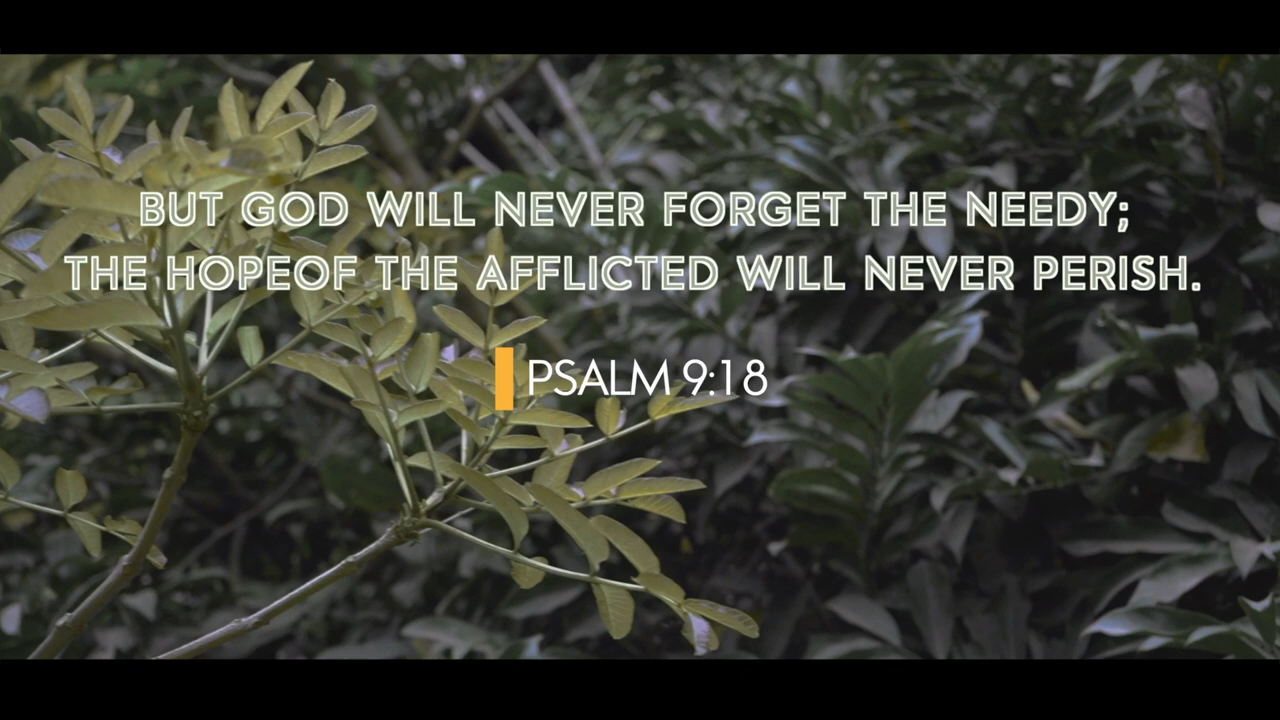 BUT GOD WILL NEVER FORGET THE NEEDY;
THE HOPEOF THE AFFLICTED WILL NEVER PERISH.
PSALM 9:18